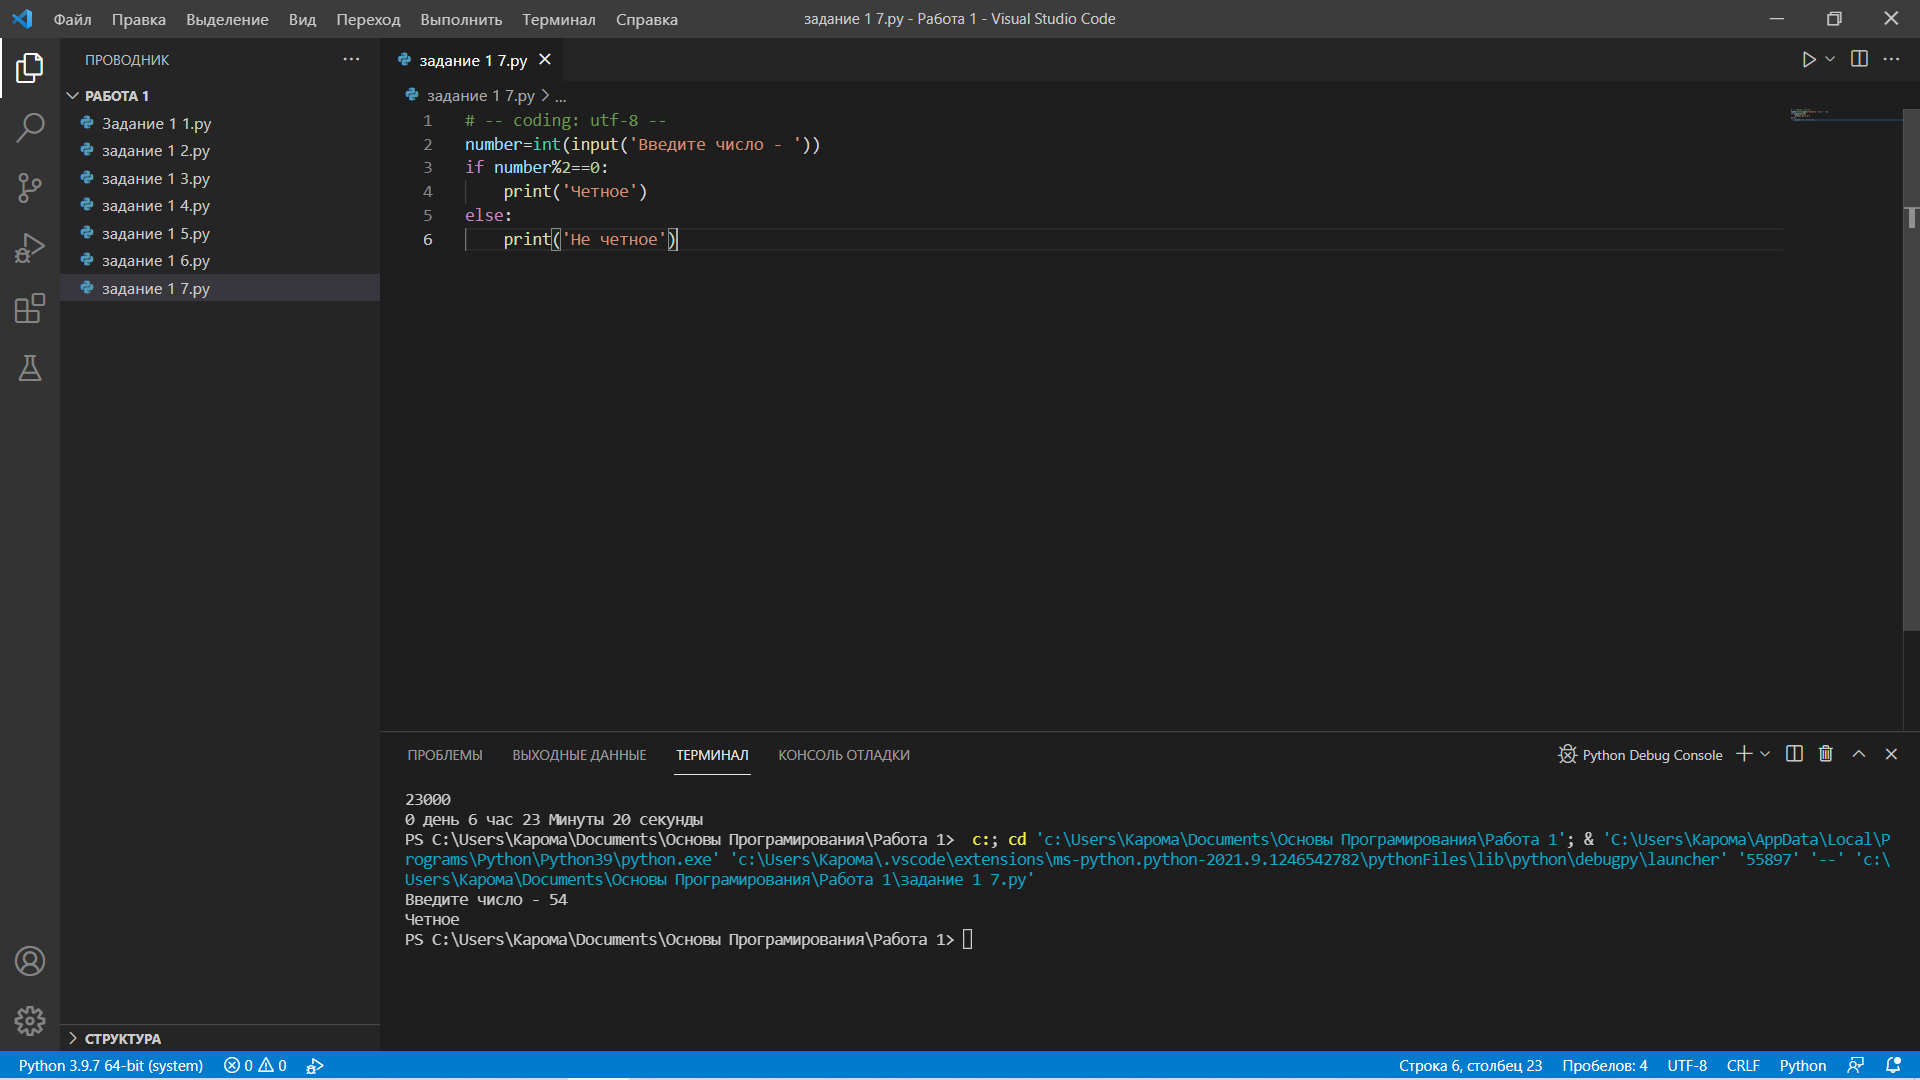 Файл Правка Выделение Вид Переход Выполнить Терминал Справка
задание 1 7.py - Работа 1 - Visual Studio Code
ПРОВОДНИК
РАБОТА 1
Задание 1 1.py
задание 1 2.py
задание 1 3.py
задание 1 4.py
задание 1 5.py
задание 1 6.py
задание 1 7.py
СТРУКТУРА
задание 1 7.py
задание 1 7.py > ...
1 # -- coding: utf-8 --
2 number=int(input('Введите число - '))
3 if number%2==0:
4 print('Четное')
5 else:
6 print('Не четное')
ПРОБЛЕМЫ ВЫХОДНЫЕ ДАННЫЕ ТЕРМИНАЛ КОНСОЛЬ ОТЛАДКИ
Python Debug Console
23000
0 день 6 час 23 Минуты 20 секунды
PS C:\Users\Карома\Documents\Основы Програмирования\Работа 1>  c:; cd 'c:\Users\Карома\Documents\Основы Програмирования\Работа 1'; & 'C:\Users\Карома\AppData\Local\P
rograms\Python\Python39\python.exe' 'c:\Users\Карома\.vscode\extensions\ms-python.python-2021.9.1246542782\pythonFiles\lib\python\debugpy\launcher' '55897' '--' 'c:\
Users\Карома\Documents\Основы Програмирования\Работа 1\задание 1 7.py'
Введите число - 54
Четное
PS C:\Users\Карома\Documents\Основы Програмирования\Работа 1>
Python 3.9.7 64-bit (system) 0 0
Строка 6, столбец 23 Пробелов: 4 UTF-8 CRLF Python